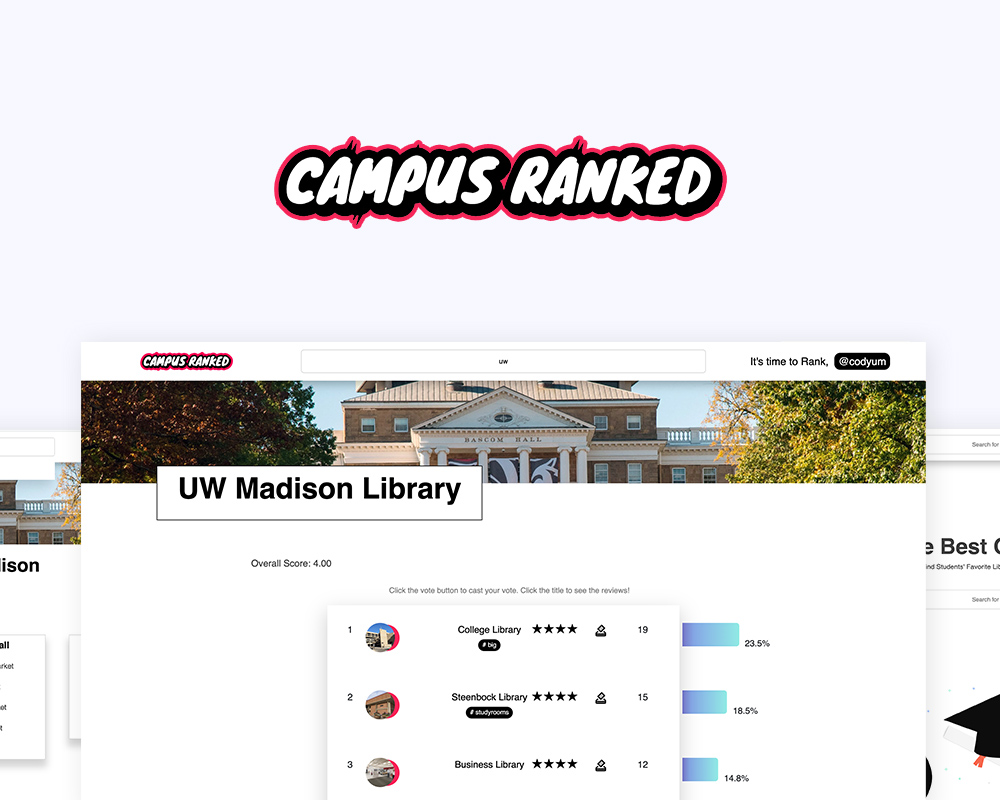 CAMPUS RANKED
CAMPUS RANKED
uw
It's time to Rank, @codyum
BASCOM HALL
Search for
UW Madison Library
Overall Score: 4.00
Click the vote button to cast your vote. Click the title to see the reviews!
1 College Library ★★★★ 19 23.5%
# big
2 Steenbock Library ★★★★ 15 18.5%
# studyrooms
3 Business Library ★★★★ 12 14.8%
dison
all
rket
et
t
e Best C
ind Students' Favorite Lib
Search for